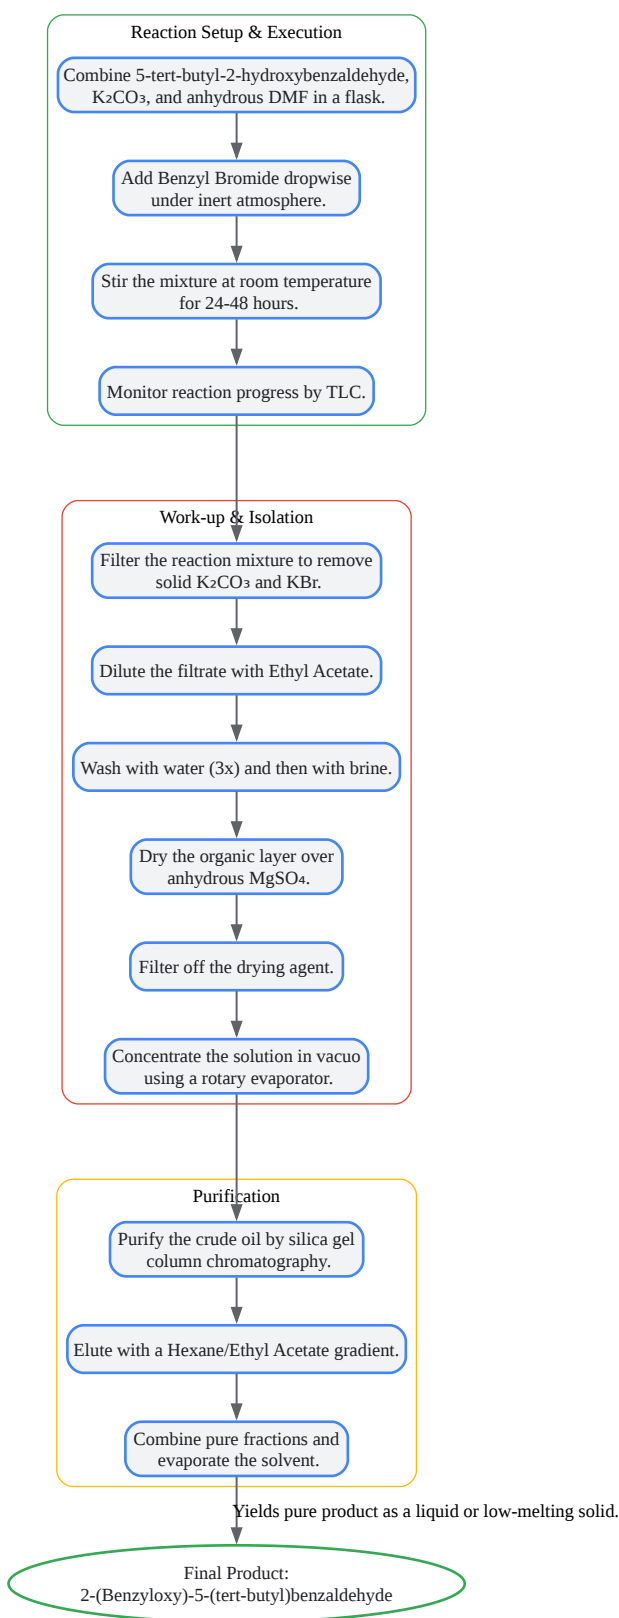 Reaction Setup & Execution
Combine 5-tert-butyl-2-hydroxybenzaldehyde,
K₂CO₃, and anhydrous DMF in a flask.
Add Benzyl Bromide dropwise
under inert atmosphere.
Stir the mixture at room temperature
for 24-48 hours.
Monitor reaction progress by TLC.
Work-up & Isolation
Filter the reaction mixture to remove
solid K₂CO₃ and KBr.
Dilute the filtrate with Ethyl Acetate.
Wash with water (3x) and then with brine.
Dry the organic layer over
anhydrous MgSO₄.
Filter off the drying agent.
Concentrate the solution in vacuo
using a rotary evaporator.
Purification
Purify the crude oil by silica gel
column chromatography.
Elute with a Hexane/Ethyl Acetate gradient.
Combine pure fractions and
evaporate the solvent.
Yields pure product as a liquid or low-melting solid.
Final Product:
2-(Benzyloxy)-5-(tert-butyl)benzaldehyde